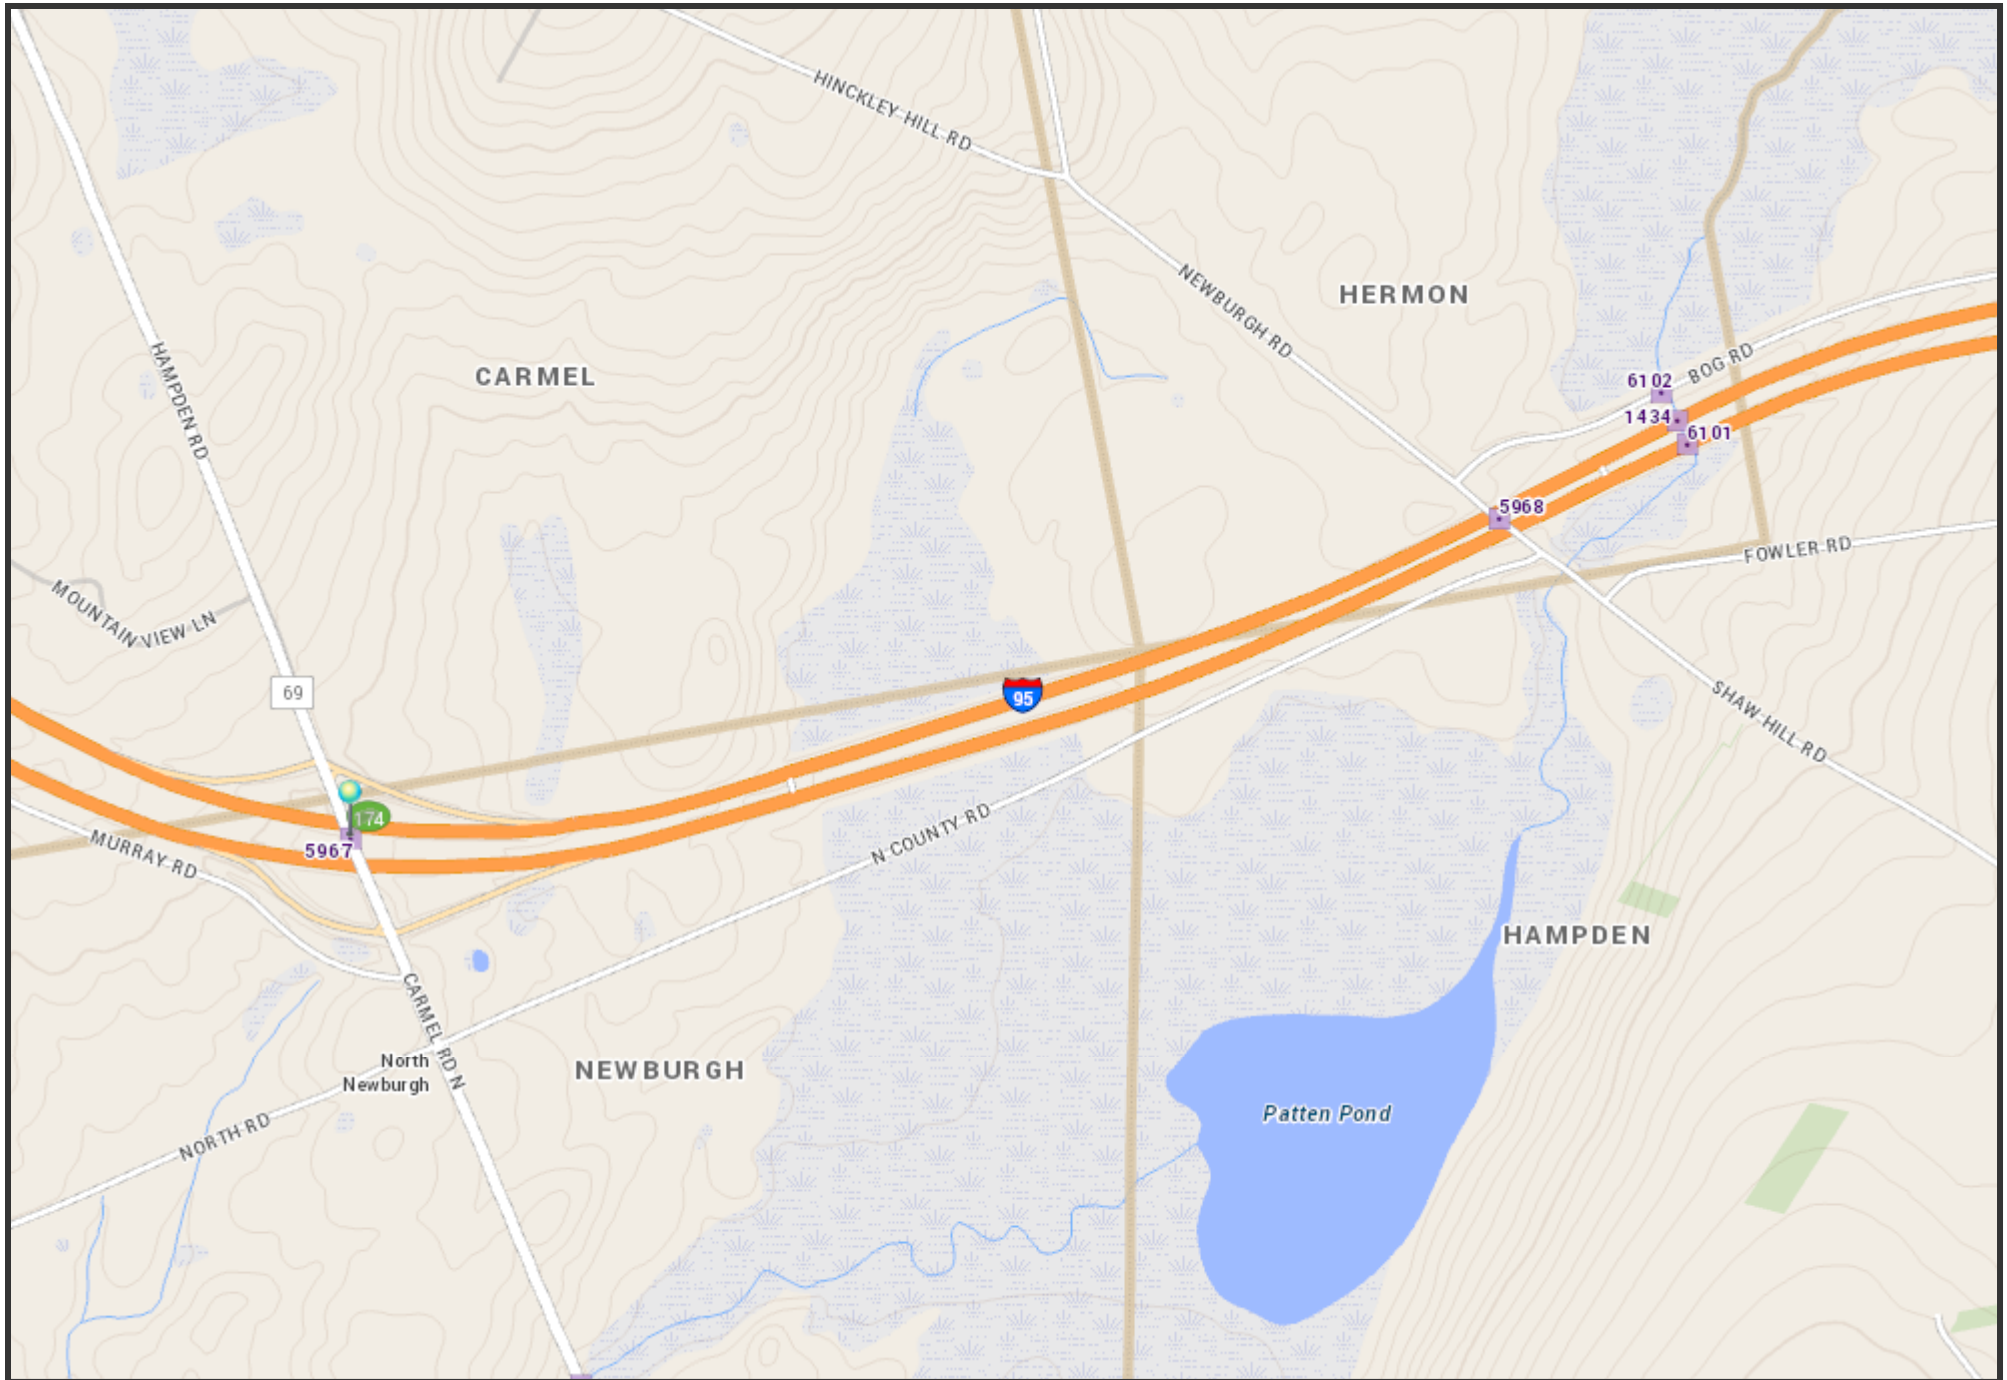 HINCKLEY HILL RD
NEWBURGH RD
HERMON
HAMPDEN RD
CARMEL
BOG RD
6102
1434
6101
5968
FOWLER RD
MOUNTAIN VIEW LN
69
95
SHAW HILL RD
174
5967
MURRAY RD
N COUNTY RD
HAMPDEN
CARMEL RD N
North
Newburgh
NEWBURGH
NORTH RD
Patten Pond